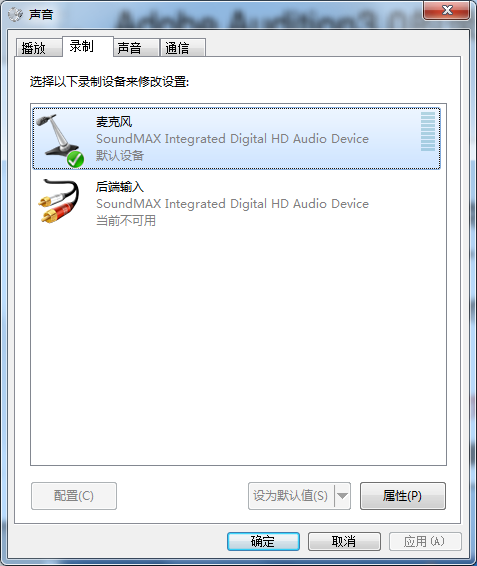 声音
播放 录制 声音 通信
选择以下录制设备来修改设置:
麦克风
SoundMAX Integrated Digital HD Audio Device
默认设备
后端输入
SoundMAX Integrated Digital HD Audio Device
当前不可用
配置(C) 设为默认值(S) 属性(P)
确定 取消 应用(A)